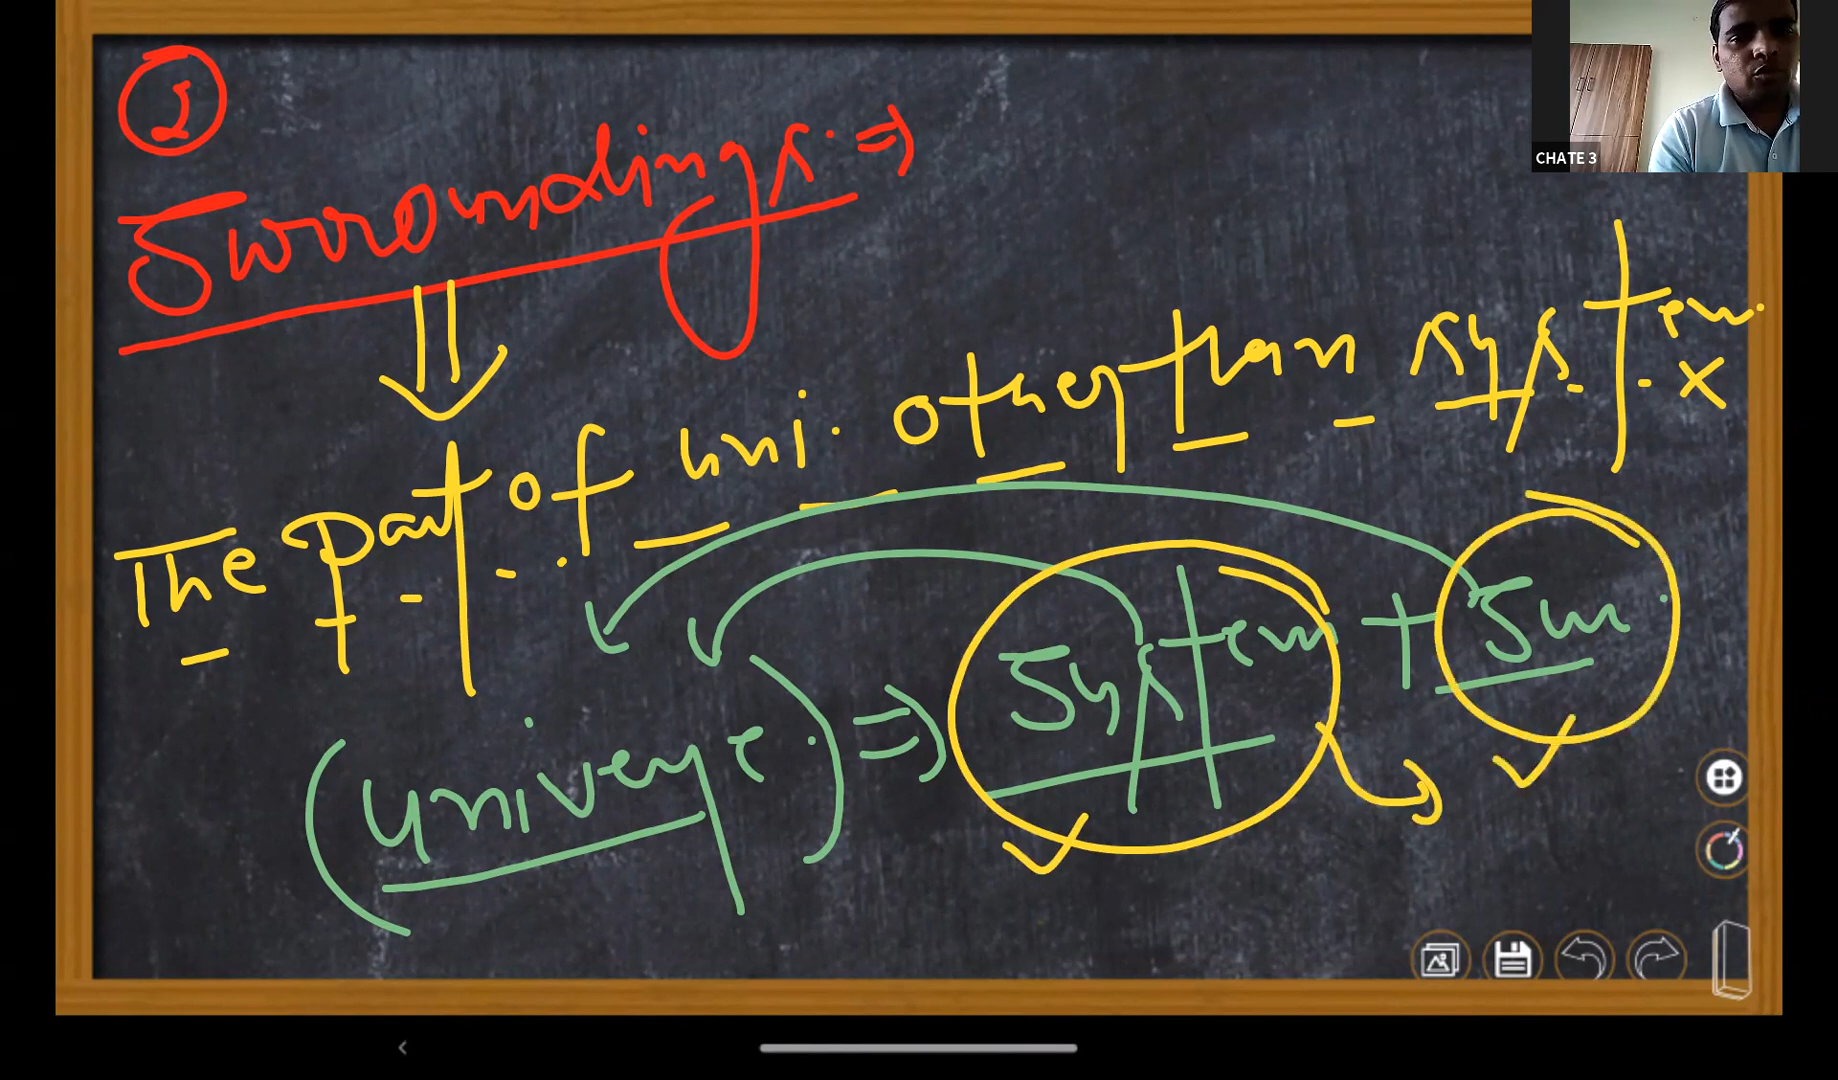 2
Surroundings. ⇒
The part of uni. other than system.
(universe.) ⇒ System + Sur.
CHATE 3